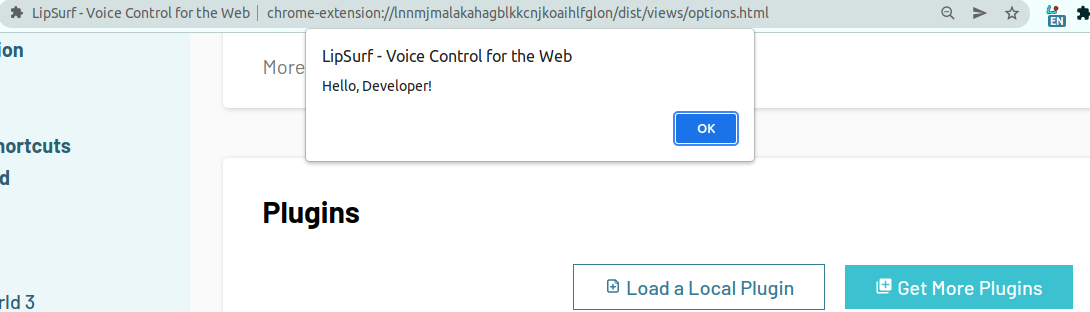 LipSurf - Voice Control for the Web | chrome-extension://lnnmjmalakahagblkkcnjkoaihlfglon/dist/views/options.html
EN
ion
LipSurf - Voice Control for the Web
More
Hello, Developer!
OK
hortcuts
d
Plugins
Load a Local Plugin
Get More Plugins
rld 3